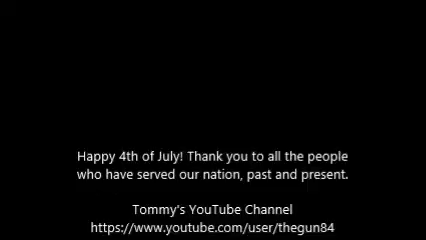 Happy 4th of July! Thank you to all the people
who have served our nation, past and present.
Tommy's YouTube Channel
https://www.youtube.com/user/thegun84